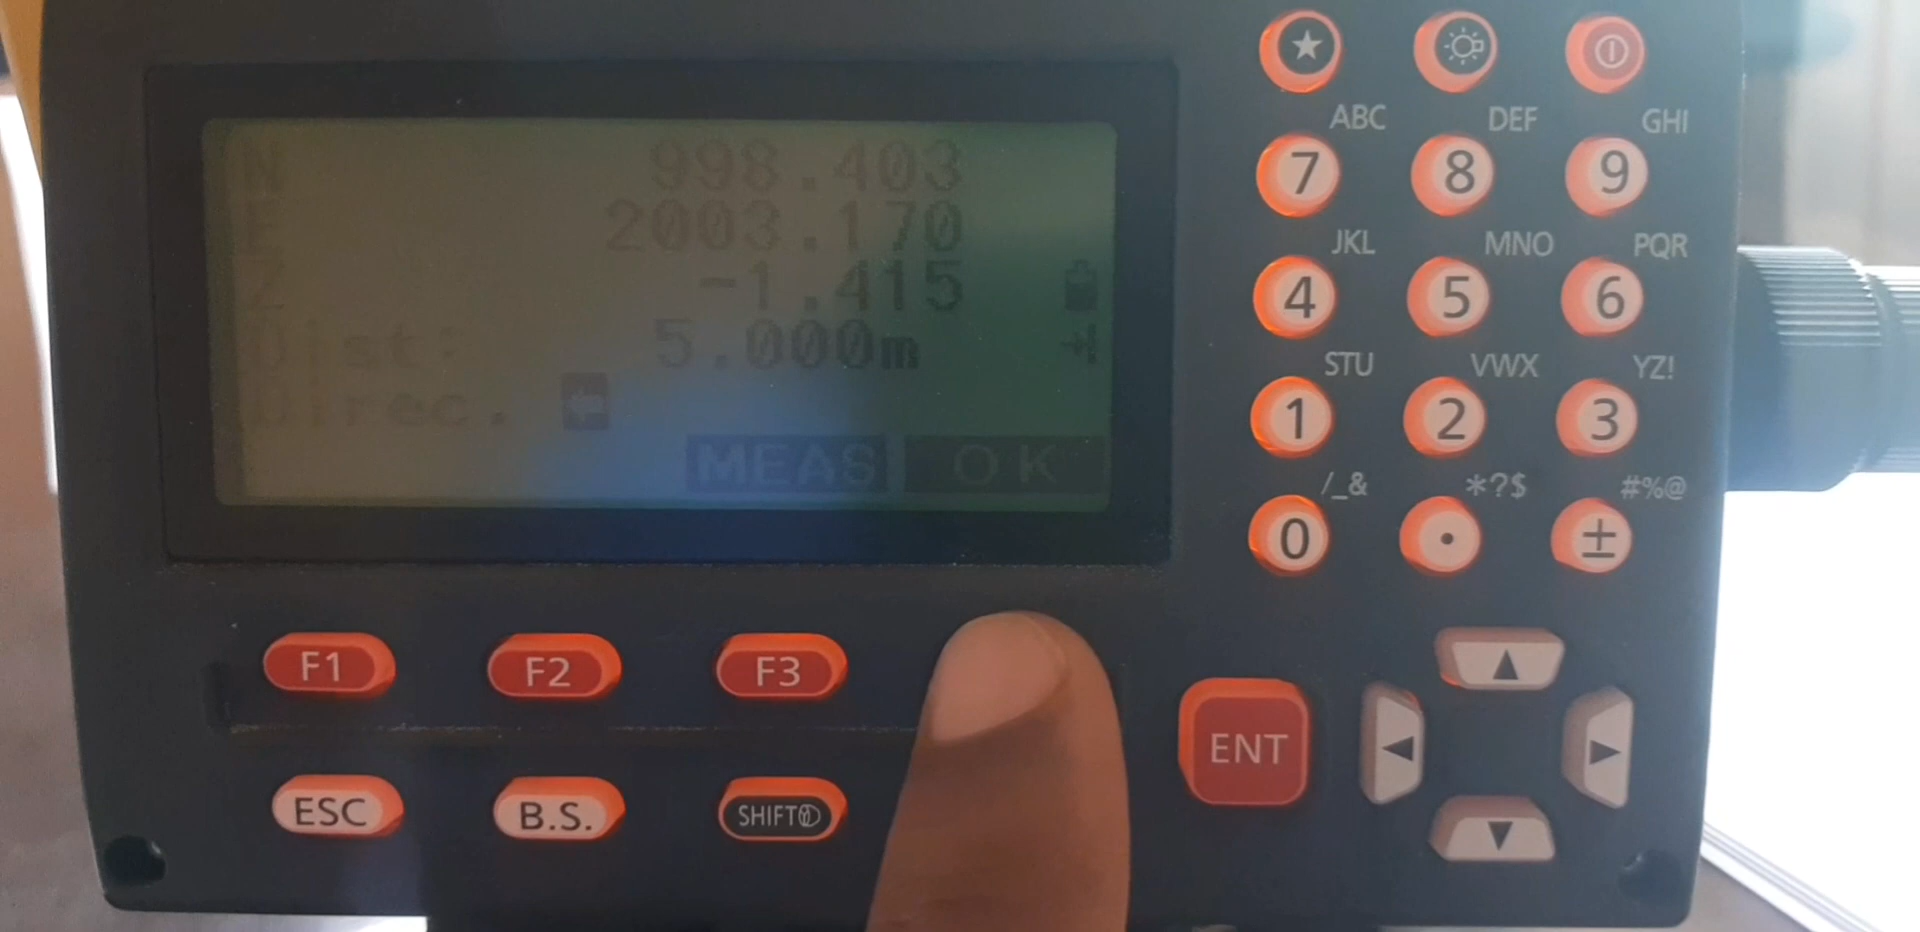 N 998.403
E 2003.170
Z -1.415
Dist: 5.000m
Direc. ←
MEAS OK
ABC DEF GHI
7 8 9
JKL MNO PQR
4 5 6
STU VWX YZ!
1 2 3
/_& *?$ #%@
0 . ±
F1 F2 F3
ENT
ESC B.S. SHIFT